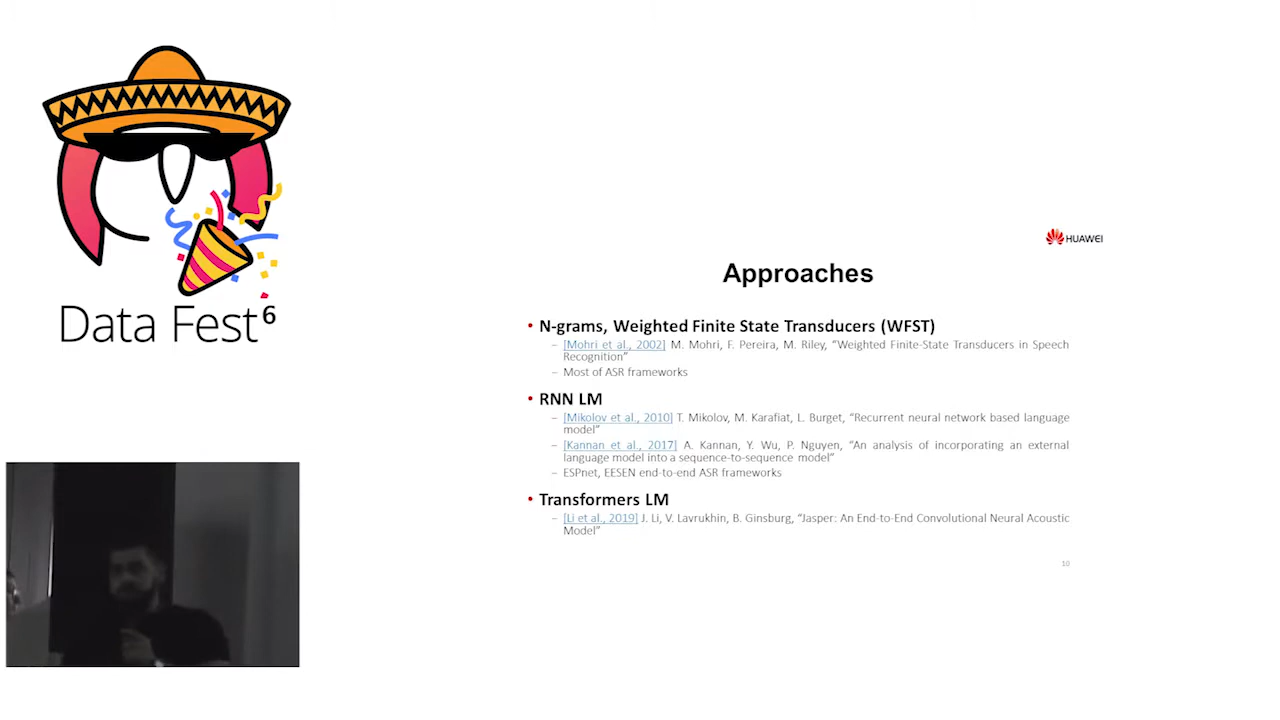 Data Fest⁶
HUAWEI
Approaches
• N-grams, Weighted Finite State Transducers (WFST)
– [Mohri et al., 2002] M. Mohri, F. Pereira, M. Riley, “Weighted Finite-State Transducers in Speech
Recognition”
– Most of ASR frameworks
• RNN LM
– [Mikolov et al., 2010] T. Mikolov, M. Karafiat, L. Burget, “Recurrent neural network based language
model”
– [Kannan et al., 2017] A. Kannan, Y. Wu, P. Nguyen, “An analysis of incorporating an external
language model into a sequence-to-sequence model”
– ESPnet, EESEN end-to-end ASR frameworks
• Transformers LM
– [Li et al., 2019] J. Li, V. Lavrukhin, B. Ginsburg, “Jasper: An End-to-End Convolutional Neural Acoustic
Model”
10